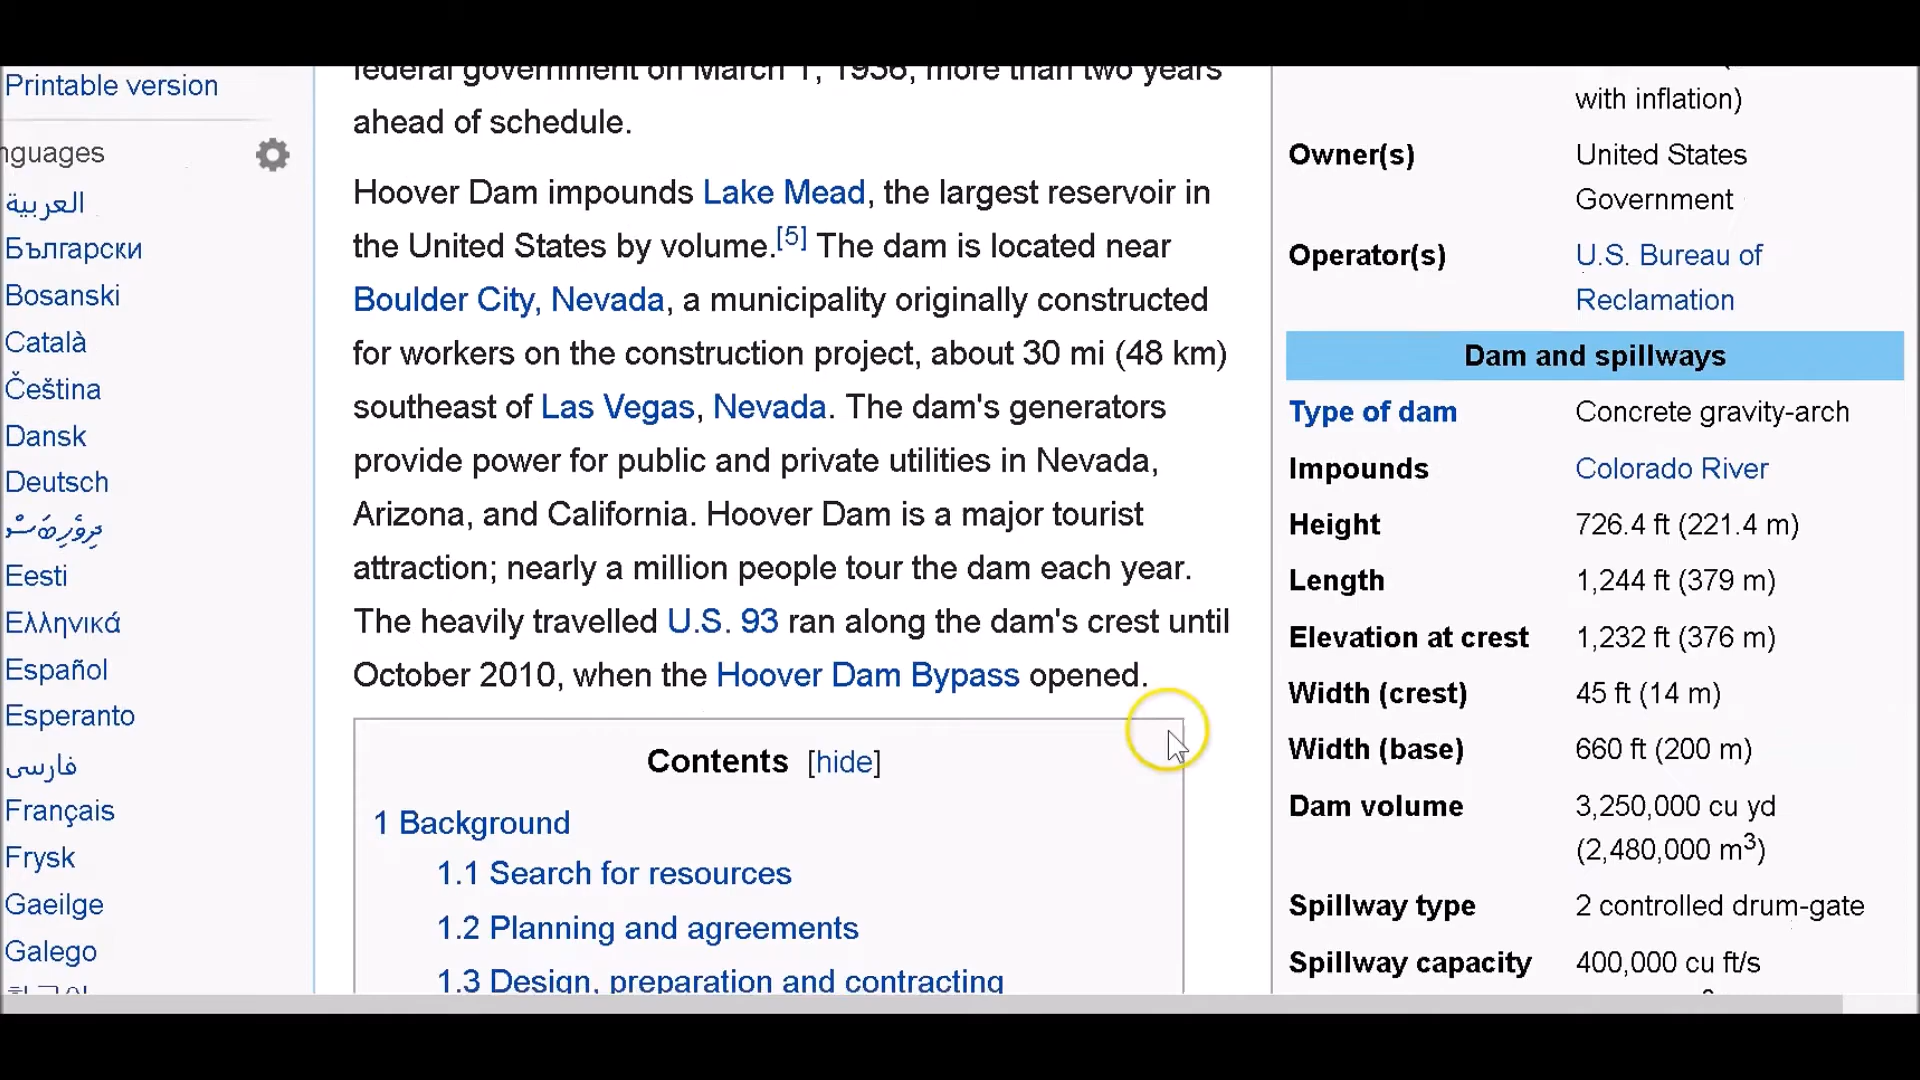 Printable version
nguages
العربية
Български
Bosanski
Català
Čeština
Dansk
Deutsch
ދިވެހިބަސް
Eesti
Ελληνικά
Español
Esperanto
فارسی
Français
Frysk
Gaeilge
Galego
federal government on March 1, 1936, more than two years
ahead of schedule.
Hoover Dam impounds Lake Mead, the largest reservoir in
the United States by volume.[5] The dam is located near
Boulder City, Nevada, a municipality originally constructed
for workers on the construction project, about 30 mi (48 km)
southeast of Las Vegas, Nevada. The dam's generators
provide power for public and private utilities in Nevada,
Arizona, and California. Hoover Dam is a major tourist
attraction; nearly a million people tour the dam each year.
The heavily travelled U.S. 93 ran along the dam's crest until
October 2010, when the Hoover Dam Bypass opened.
Contents [hide]
1 Background
1.1 Search for resources
1.2 Planning and agreements
1.3 Design, preparation and contracting
with inflation)
Owner(s) United States
Government
Operator(s) U.S. Bureau of
Reclamation
Dam and spillways
Type of dam Concrete gravity-arch
Impounds Colorado River
Height 726.4 ft (221.4 m)
Length 1,244 ft (379 m)
Elevation at crest 1,232 ft (376 m)
Width (crest) 45 ft (14 m)
Width (base) 660 ft (200 m)
Dam volume 3,250,000 cu yd
(2,480,000 m³)
Spillway type 2 controlled drum-gate
Spillway capacity 400,000 cu ft/s